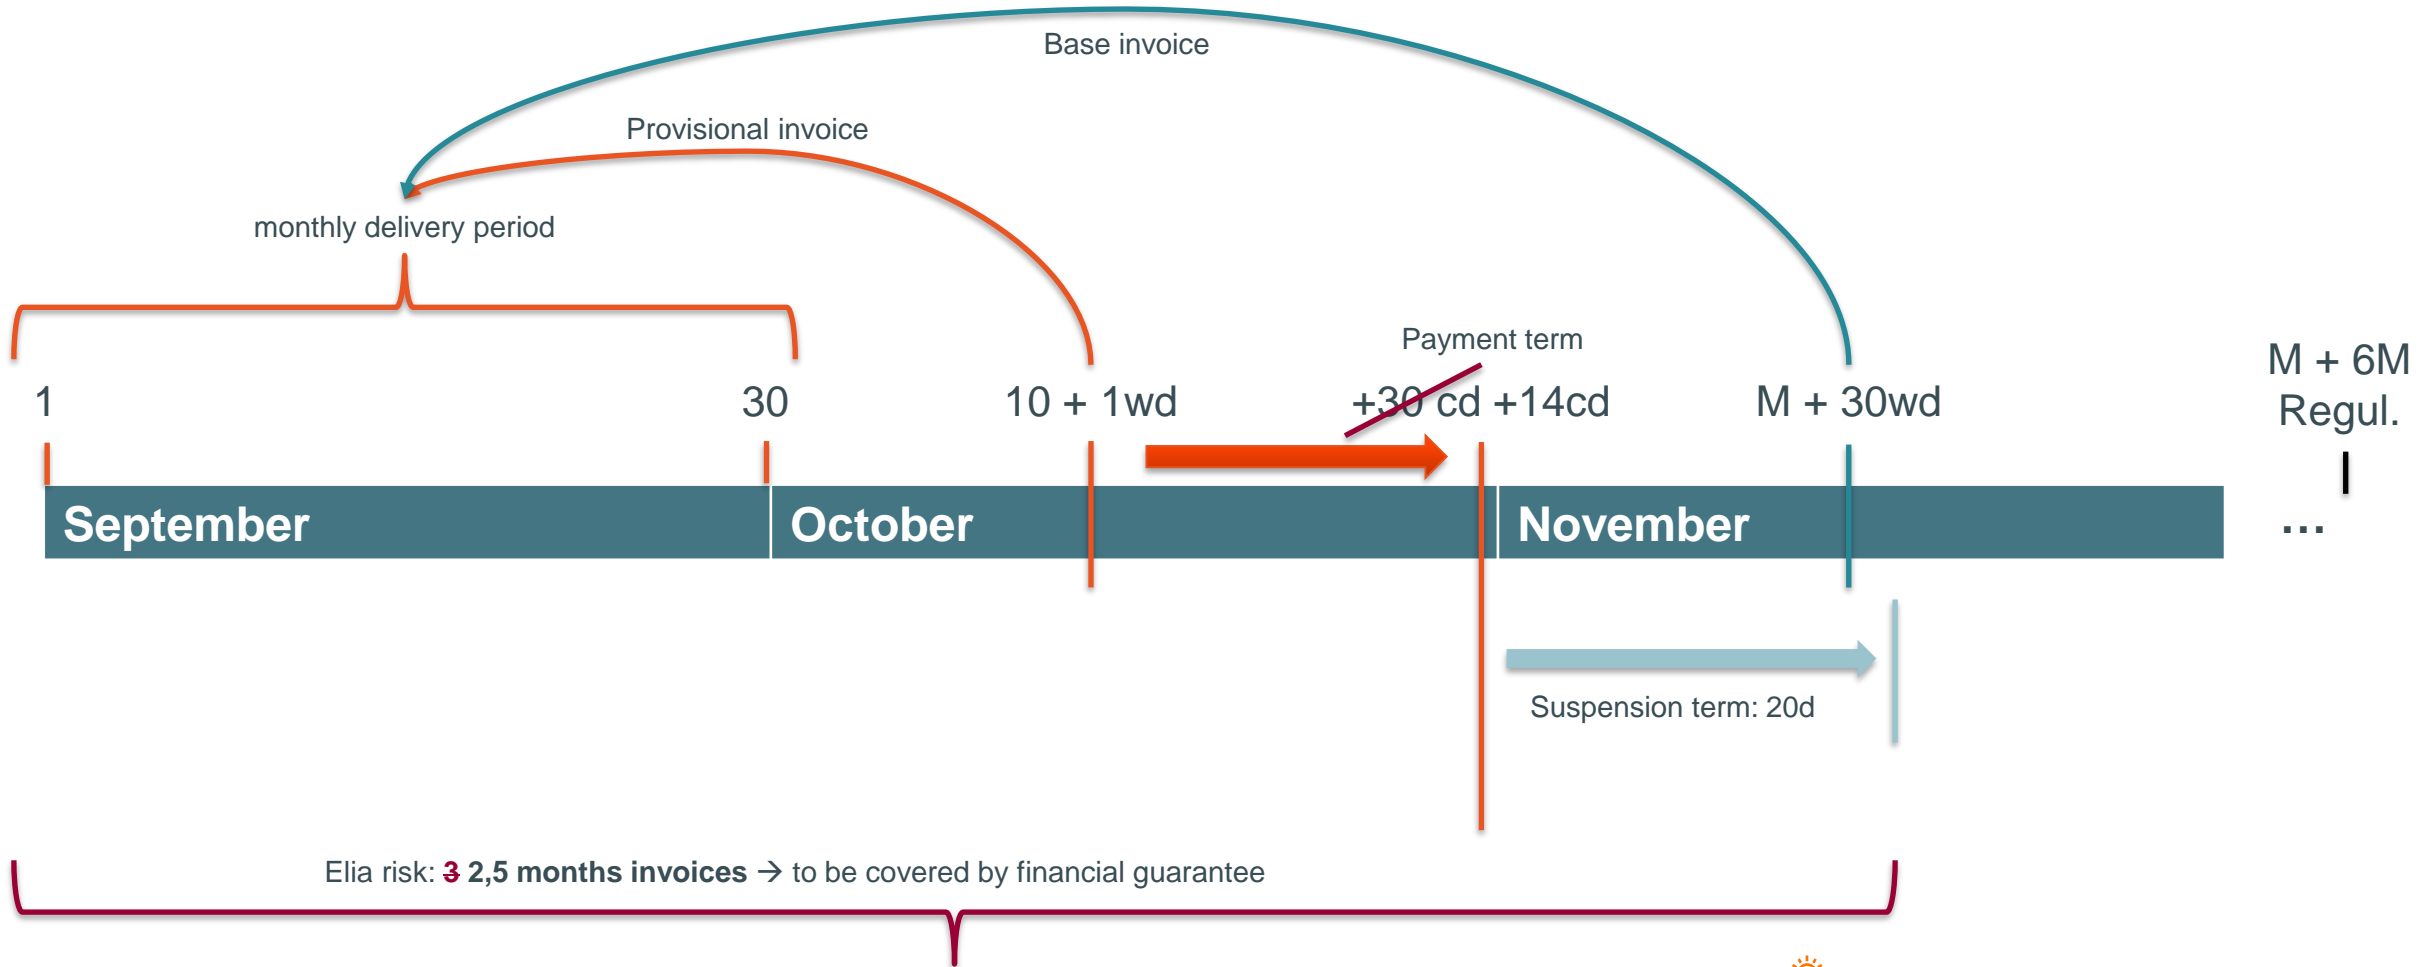 Base invoice
Provisional invoice
monthly delivery period
Payment term
1
30
10 + 1wd
+30 cd +14cd
M + 30wd
M + 6M
Regul.
September
October
November
...
Suspension term: 20d
Elia risk: 3 2,5 months invoices → to be covered by financial guarantee